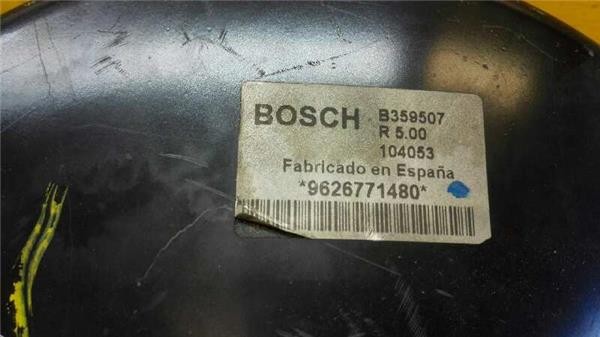 BOSCH B359507
R 5.00
104053
Fabricado en España
*9626771480*